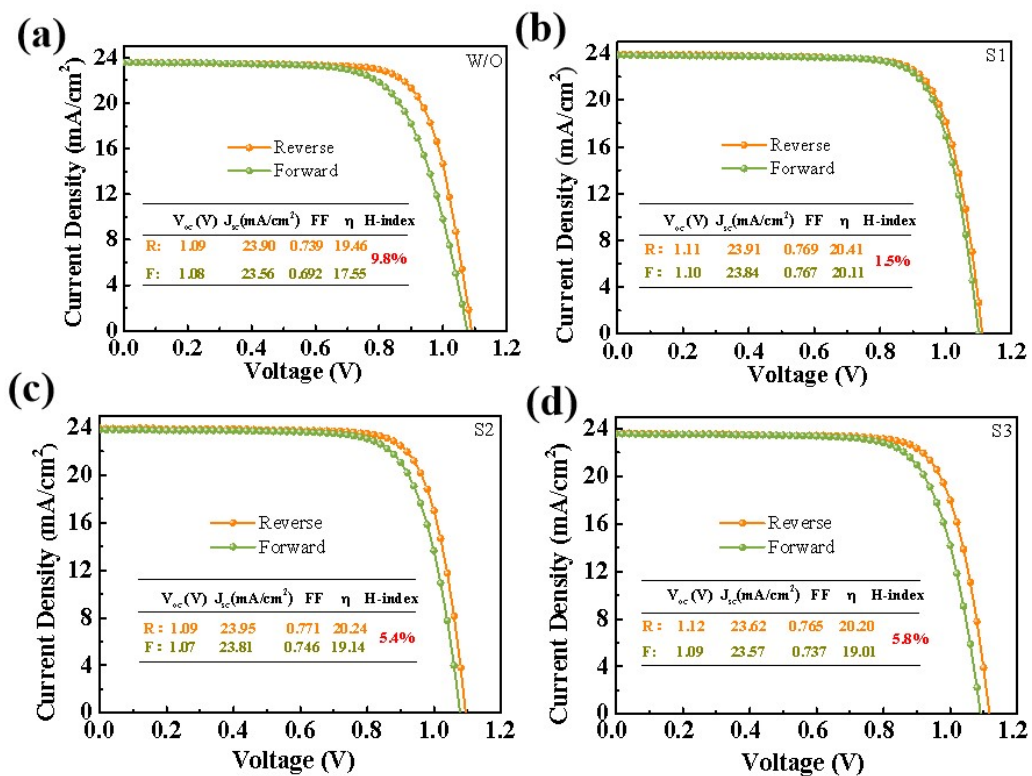 (a)
W/O
Current Density (mA/cm²)
24
20
16
12
8
4
0
Reverse
Forward
Voc (V) Jsc (mA/cm²) FF η H-index
R: 1.09 23.90 0.739 19.46
9.8%
F: 1.08 23.56 0.692 17.55
0.0 0.2 0.4 0.6 0.8 1.0 1.2
Voltage (V)
(b)
S1
Current Density (mA/cm²)
24
20
16
12
8
4
0
Reverse
Forward
Voc (V) Jsc (mA/cm²) FF η H-index
R: 1.11 23.91 0.769 20.41
1.5%
F: 1.10 23.84 0.767 20.11
0.0 0.2 0.4 0.6 0.8 1.0 1.2
Voltage (V)
(c)
S2
Current Density (mA/cm²)
24
20
16
12
8
4
0
Reverse
Forward
Voc (V) Jsc (mA/cm²) FF η H-index
R: 1.09 23.95 0.771 20.24
5.4%
F: 1.07 23.81 0.746 19.14
0.0 0.2 0.4 0.6 0.8 1.0 1.2
Voltage (V)
(d)
S3
Current Density (mA/cm²)
24
20
16
12
8
4
0
Reverse
Forward
Voc (V) Jsc (mA/cm²) FF η H-index
R: 1.12 23.62 0.765 20.20
5.8%
F: 1.09 23.57 0.737 19.01
0.0 0.2 0.4 0.6 0.8 1.0 1.2
Voltage (V)